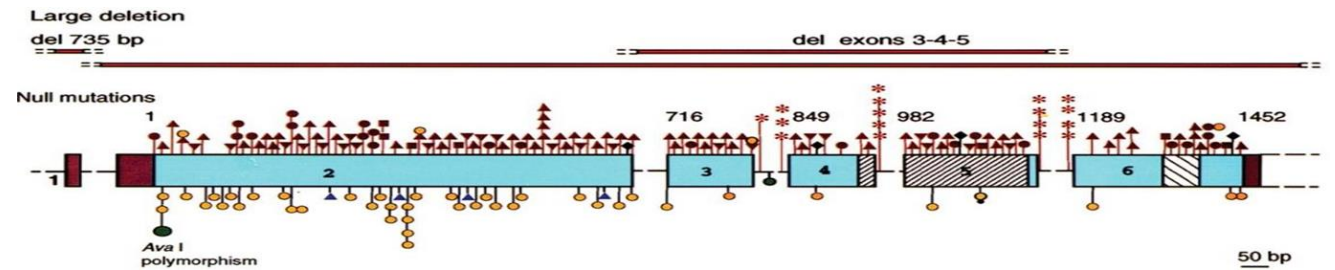 Large deletion
del 735 bp
del exons 3-4-5
Null mutations
1 716 849 982 1189 1452
1 2 3 4 5 6
Ava I
polymorphism
50 bp